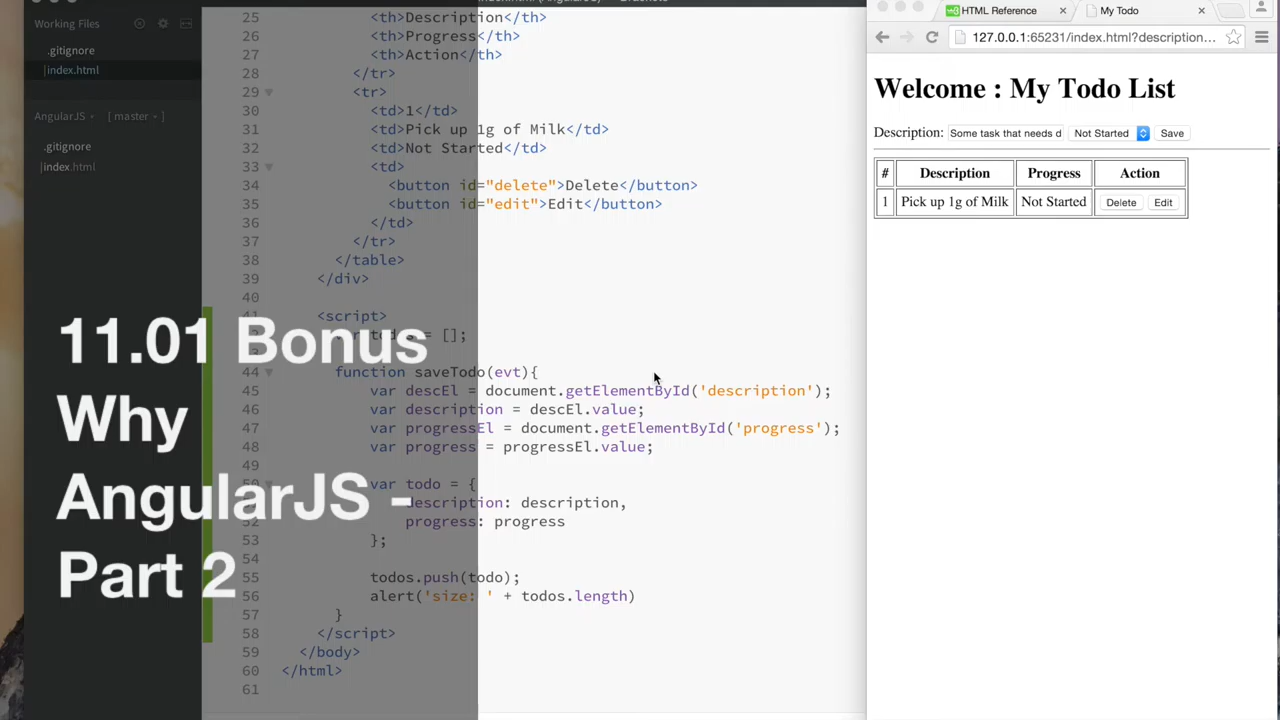 Working Files
.gitignore
index.html
AngularJS
[ master ]
.gitignore
index.html
25 <th>Description</th>
26 <th>Progress</th>
27 <th>Action</th>
28 </tr>
29 <tr>
30 <td>1</td>
31 <td>Pick up 1g of Milk</td>
32 <td>Not Started</td>
33 <td>
34 <button id="delete">Delete</button>
35 <button id="edit">Edit</button>
36 </td>
37 </tr>
38 </table>
39 </div>
40
41 <script>
= [];
44 function saveTodo(evt){
45 var descEl = document.getElementById('description');
46 var description = descEl.value;
47 var progressEl = document.getElementById('progress');
48 var progress = progressEl.value;
49
50 var todo = {
description: description,
52 progress: progress
53 };
54
55 todos.push(todo);
56 alert('size: ' + todos.length)
57 }
58 </script>
59 </body>
60 </html>
61
11.01 Bonus
Why
AngularJS -
Part 2
HTML Reference
My Todo
127.0.0.1:65231/index.html?description...
Welcome : My Todo List
Description: Some task that needs d Not Started Save
# Description Progress Action
1 Pick up 1g of Milk Not Started Delete Edit